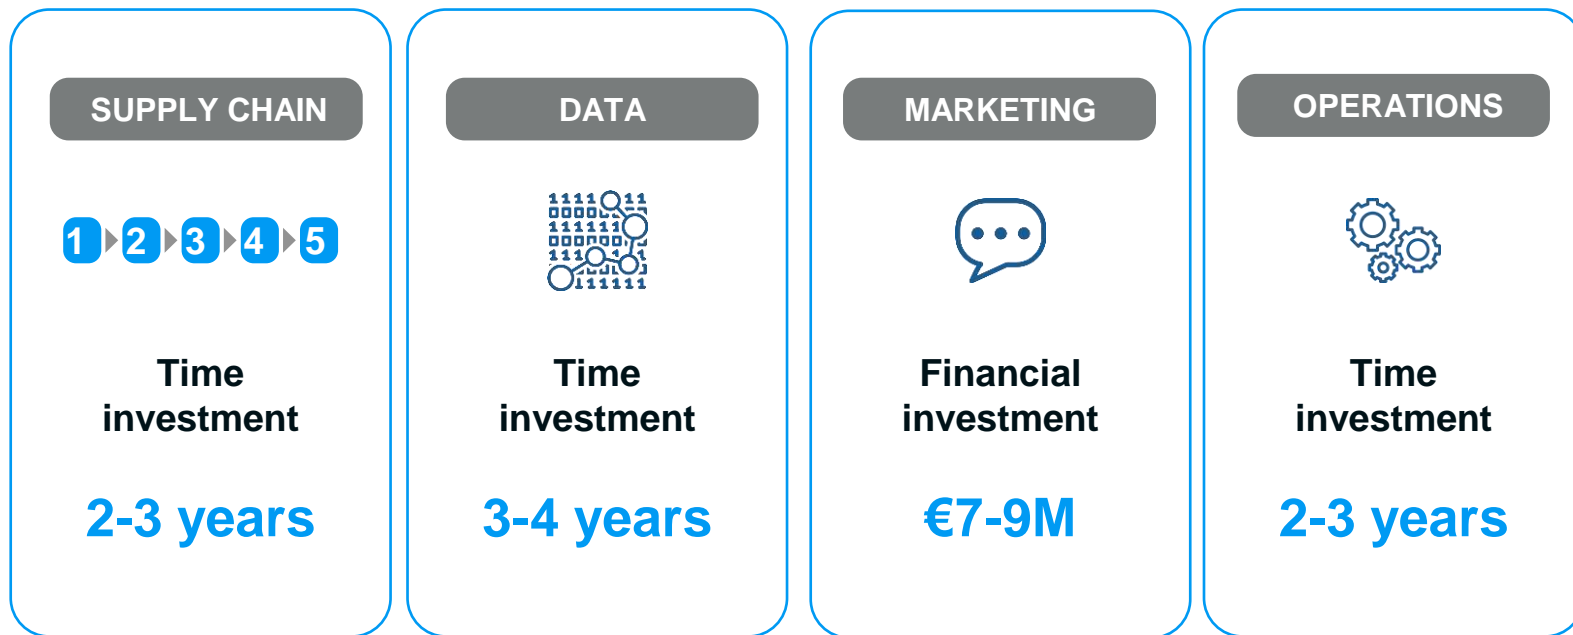 SUPPLY CHAIN
1 2 3 4 5
Time
investment
2-3 years
DATA
Time
investment
3-4 years
MARKETING
Financial
investment
€7-9M
OPERATIONS
Time
investment
2-3 years